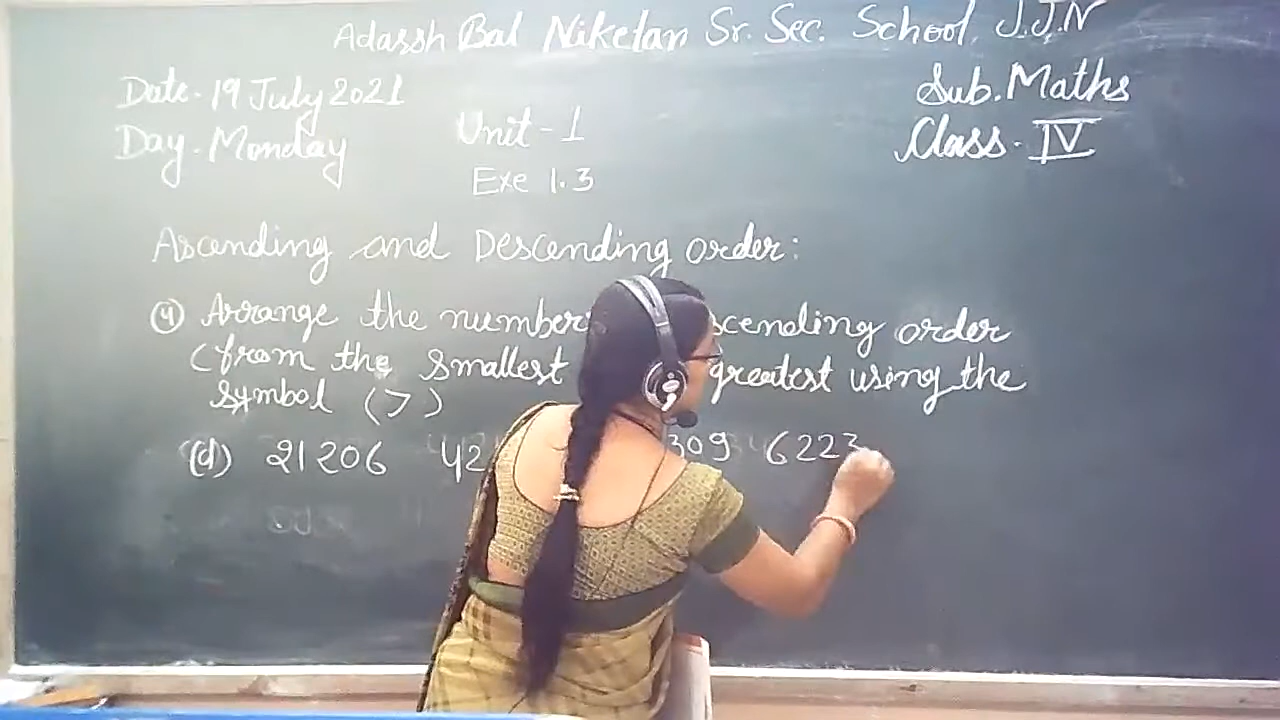 Adassh Bal Niketan Sr. Sec. School, J.J.N
Date. 19 July 2021
Sub. Maths
Day. Monday
Unit - 1
Class. IV
Exe 1.3
Ascending and Descending order:
(4) Arrange the number scending order
(from the smallest greatest using the
symbol (>)
(d) 21206 42 309 6223